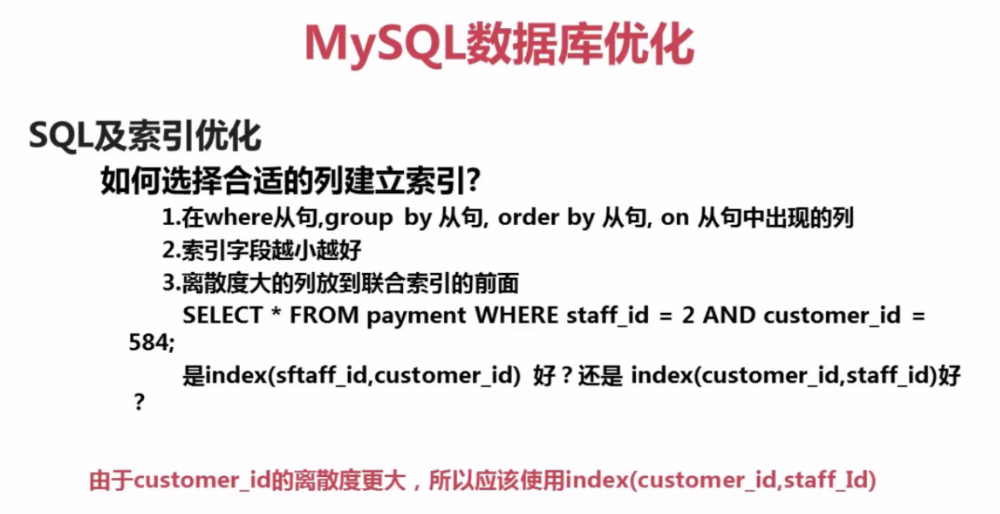 MySQL数据库优化
SQL及索引优化
如何选择合适的列建立索引?
1.在where从句,group by 从句, order by 从句, on 从句中出现的列
2.索引字段越小越好
3.离散度大的列放到联合索引的前面
SELECT * FROM payment WHERE staff_id = 2 AND customer_id =
584;
是index(sftaff_id,customer_id) 好？还是 index(customer_id,staff_id)好
？
由于customer_id的离散度更大，所以应该使用index(customer_id,staff_Id)